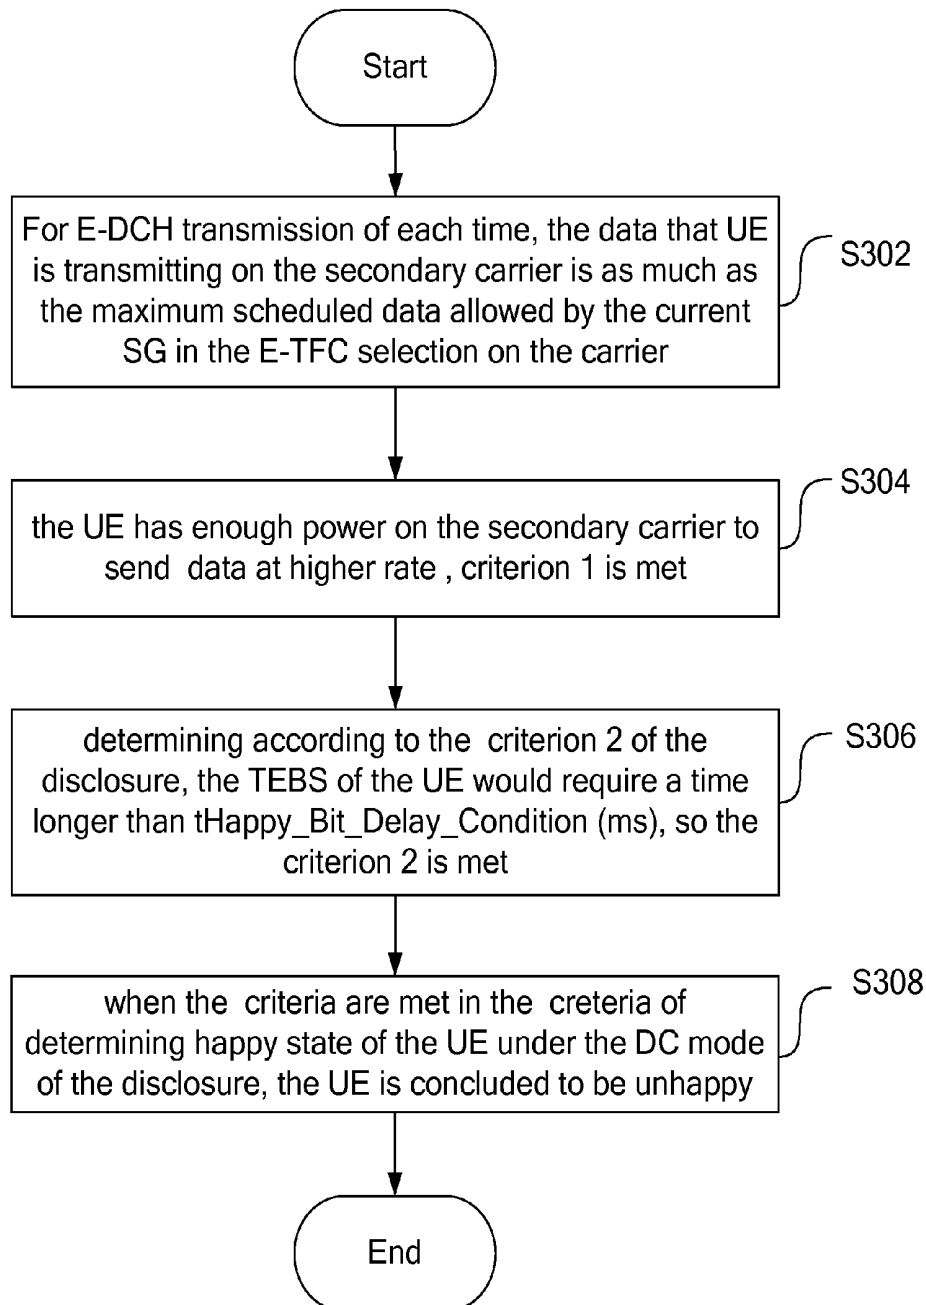 Start
For E-DCH transmission of each time, the data that UE
is transmitting on the secondary carrier is as much as
the maximum scheduled data allowed by the current
SG in the E-TFC selection on the carrier
S302
the UE has enough power on the secondary carrier to
send data at higher rate , criterion 1 is met
S304
determining according to the criterion 2 of the
disclosure, the TEBS of the UE would require a time
longer than tHappy_Bit_Delay_Condition (ms), so the
criterion 2 is met
S306
when the criteria are met in the creteria of
determining happy state of the UE under the DC mode
of the disclosure, the UE is concluded to be unhappy
S308
End